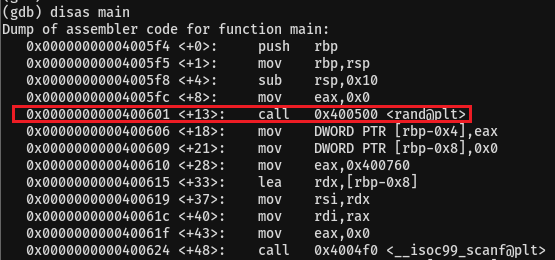 (gdb) disas main
Dump of assembler code for function main:
0x00000000004005f4 <+0>: push rbp
0x00000000004005f5 <+1>: mov rbp,rsp
0x00000000004005f8 <+4>: sub rsp,0x10
0x00000000004005fc <+8>: mov eax,0x0
0x0000000000400601 <+13>: call 0x400500 <rand@plt>
0x0000000000400606 <+18>: mov DWORD PTR [rbp-0x4],eax
0x0000000000400609 <+21>: mov DWORD PTR [rbp-0x8],0x0
0x0000000000400610 <+28>: mov eax,0x400760
0x0000000000400615 <+33>: lea rdx,[rbp-0x8]
0x0000000000400619 <+37>: mov rsi,rdx
0x000000000040061c <+40>: mov rdi,rax
0x000000000040061f <+43>: mov eax,0x0
0x0000000000400624 <+48>: call 0x4004f0 <__isoc99_scanf@plt>